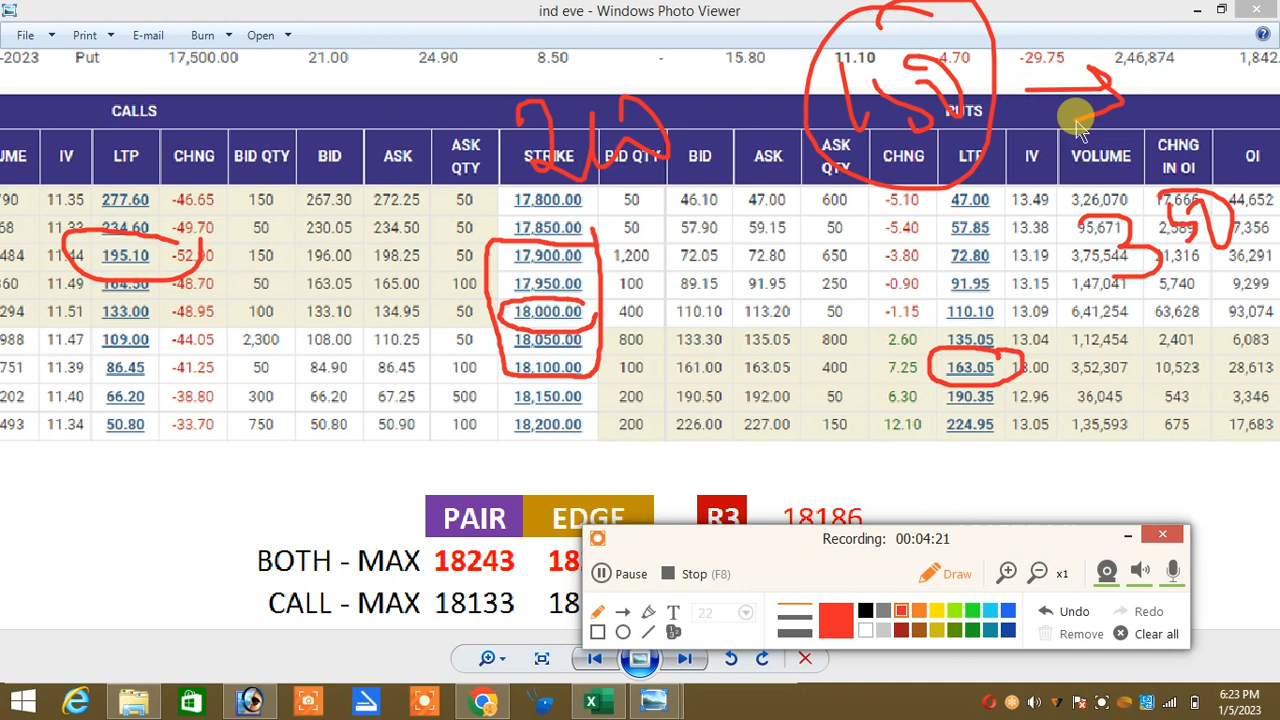 ind eve - Windows Photo Viewer
File Print Burn E-mail Open
-2023 Put 17,500.00 21.00 24.90 8.50 - 15.80 11.10 -4.70 -29.75 2,46,874 1,842.
CALLS PUTS
UME IV LTP CHNG BID QTY BID ASK ASK QTY STRIKE BID QTY BID ASK ASK QTY CHNG LTP IV VOLUME CHNG IN OI OI
790 11.35 277.60 -46.65 150 267.30 272.25 50 17,800.00 50 46.10 47.00 600 -5.10 47.00 13.49 3,26,070 17,666 44,652
68 11.33 234.60 -49.70 50 230.05 234.50 50 17,850.00 50 57.90 59.15 50 -5.40 57.85 13.38 95,671 7,356
484 11.44 195.10 150 196.00 198.25 50 17,900.00 1,200 72.05 72.80 650 -3.80 72.80 13.19 3,75,544 21,316 36,291
360 11.49 164.50 -48.70 50 163.05 165.00 100 17,950.00 100 89.15 91.95 250 -0.90 91.95 13.15 1,47,041 5,740 9,299
294 11.51 133.00 -48.95 100 133.10 134.95 50 18,000.00 400 110.10 113.20 50 -1.15 110.10 13.09 6,41,254 63,628 93,074
988 11.47 109.00 -44.05 2,300 108.00 110.25 50 18,050.00 800 133.30 135.05 800 2.60 135.05 13.04 1,12,454 2,401 6,083
751 11.39 86.45 -41.25 50 84.90 86.45 100 18,100.00 100 161.00 163.05 400 7.25 163.05 13.00 3,52,307 10,523 28,613
202 11.40 66.20 -38.80 300 66.20 67.25 500 18,150.00 200 190.50 192.00 50 6.30 190.35 12.96 36,045 543 3,346
493 11.34 50.80 -33.70 750 50.80 50.90 100 18,200.00 200 226.00 227.00 150 12.10 224.95 13.05 1,35,593 675 17,683
PAIR EDGE R3 18186
BOTH - MAX 18243
CALL - MAX 18133
Recording: 00:04:21
Pause Stop (F8) Draw x1
22 Undo Redo
Remove Clear all
6:23 PM
1/5/2023